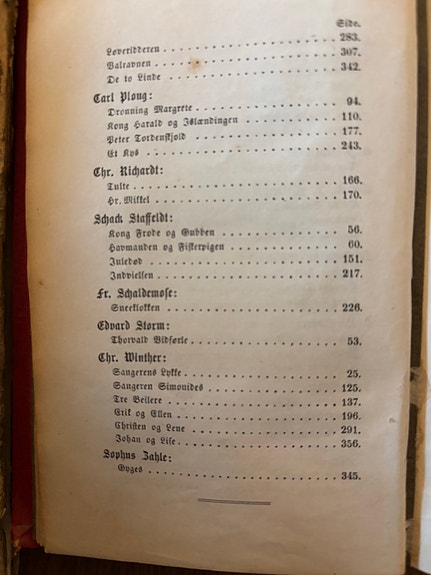 Side.
Løveridderen . . . . . . . . . . . . . . . . . . . . . . 283.
Valravnen . . . . . . . . . . . . . . . . . . . . . . . . 307.
De to Linde . . . . . . . . . . . . . . . . . . . . . . . 342.
Carl Ploug:
Dronning Margrete . . . . . . . . . . . . . . . . . . . . 94.
Kong Harald og Islændingen . . . . . . . . . . . . . . . 110.
Peter Tordenskjold . . . . . . . . . . . . . . . . . . . 177.
Et Kys . . . . . . . . . . . . . . . . . . . . . . . . . 243.
Chr. Richardt:
Tulte . . . . . . . . . . . . . . . . . . . . . . . . . . 166.
Hr. Mikkel . . . . . . . . . . . . . . . . . . . . . . . 170.
Schack Staffeldt:
Kong Frode og Gubben . . . . . . . . . . . . . . . . . . 56.
Havmanden og Fiskerpigen . . . . . . . . . . . . . . . . 60.
Juledød . . . . . . . . . . . . . . . . . . . . . . . . . 151.
Indvielsen . . . . . . . . . . . . . . . . . . . . . . . 217.
Fr. Schaldemose:
Sneeklokken . . . . . . . . . . . . . . . . . . . . . . . 226.
Edvard Storm:
Thorvald Vidførle . . . . . . . . . . . . . . . . . . . . 53.
Chr. Winther:
Sangerens Lykke . . . . . . . . . . . . . . . . . . . . . 25.
Sangeren Simonides . . . . . . . . . . . . . . . . . . . 125.
Tre Beilere . . . . . . . . . . . . . . . . . . . . . . . 137.
Erik og Ellen . . . . . . . . . . . . . . . . . . . . . . 196.
Christen og Lene . . . . . . . . . . . . . . . . . . . . 291.
Johan og Lise . . . . . . . . . . . . . . . . . . . . . . 356.
Sophus Zahle:
Gyges . . . . . . . . . . . . . . . . . . . . . . . . . . 345.